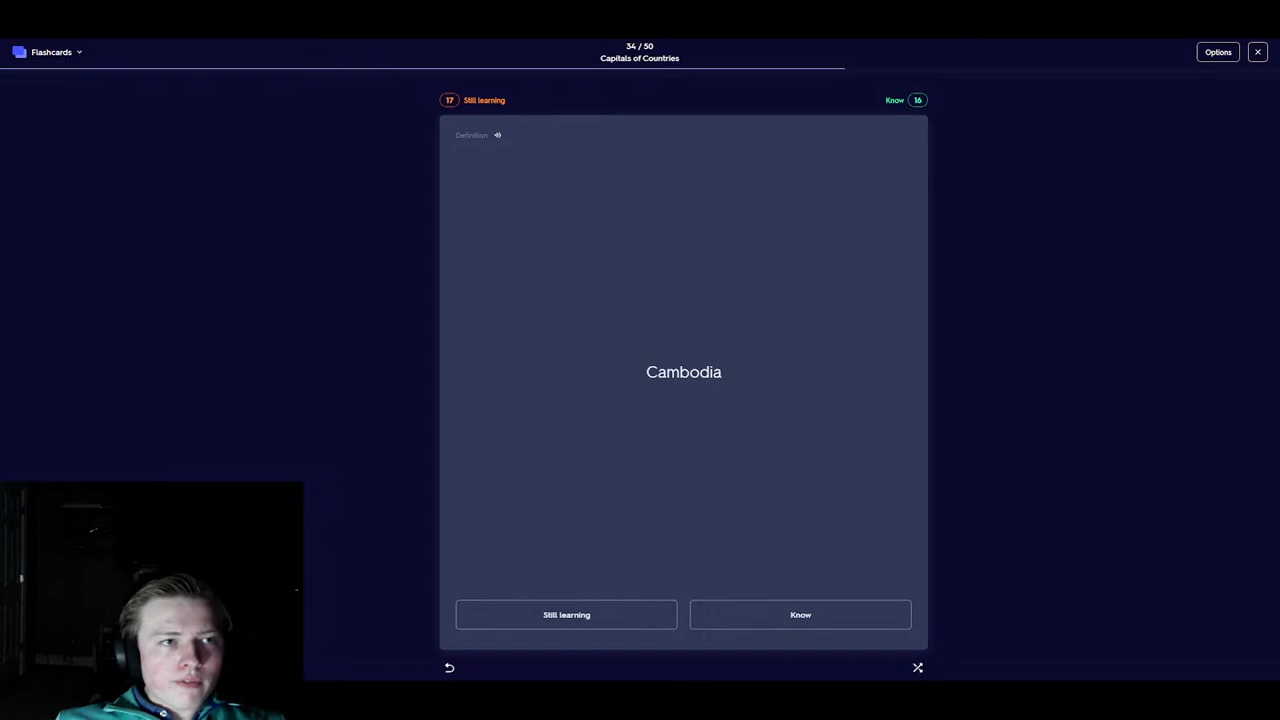 Flashcards
34 / 50
Capitals of Countries
Options
17 Still learning
Know 16
Definition
Cambodia
Still learning
Know